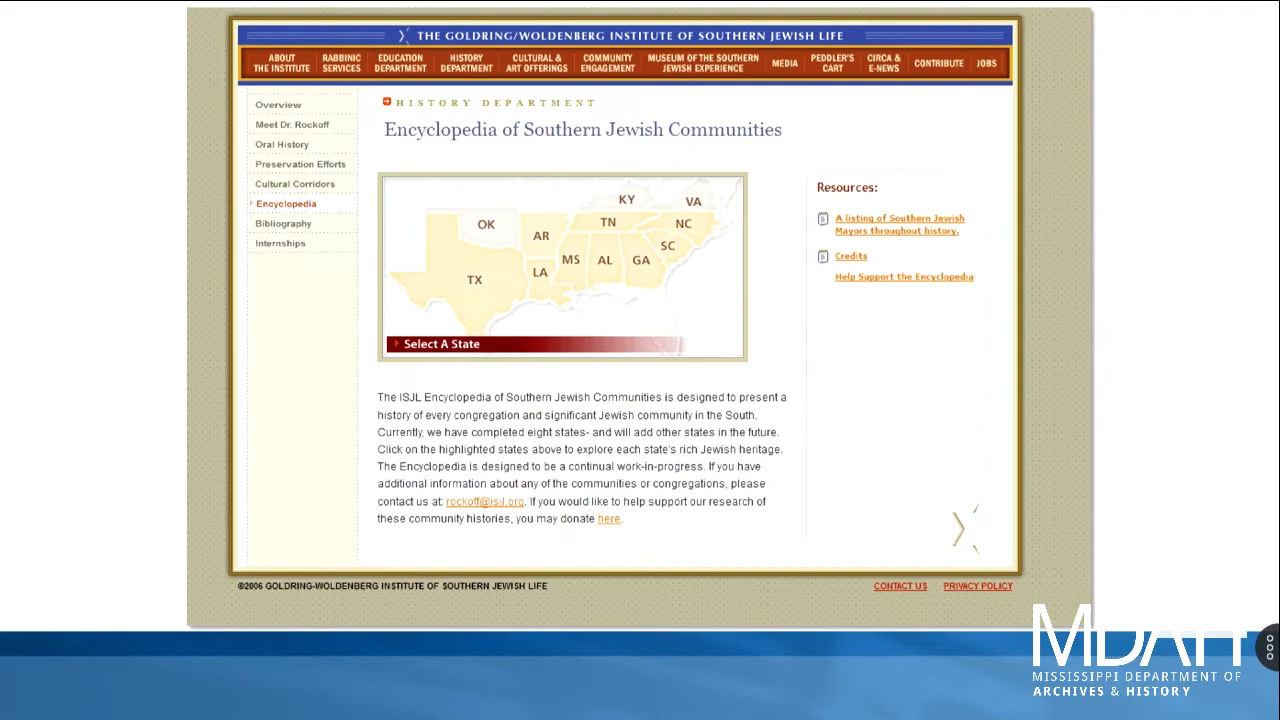 THE GOLDRING/WOLDENBERG INSTITUTE OF SOUTHERN JEWISH LIFE
ABOUT THE INSTITUTE
RABBINIC SERVICES
EDUCATION DEPARTMENT
HISTORY DEPARTMENT
CULTURAL & ART OFFERINGS
COMMUNITY ENGAGEMENT
MUSEUM OF THE SOUTHERN JEWISH EXPERIENCE
MEDIA
PEDDLER'S CART
CIRCA & E-NEWS
CONTRIBUTE
JOBS
Overview
Meet Dr. Rockoff
Oral History
Preservation Efforts
Cultural Corridors
Encyclopedia
Bibliography
Internships
HISTORY DEPARTMENT
Encyclopedia of Southern Jewish Communities
KY
VA
OK
TN
NC
AR
SC
MS
AL
GA
LA
TX
Select A State
Resources:
A listing of Southern Jewish
Mayors throughout history.
Credits
Help Support the Encyclopedia
The ISJL Encyclopedia of Southern Jewish Communities is designed to present a
history of every congregation and significant Jewish community in the South.
Currently, we have completed eight states- and will add other states in the future.
Click on the highlighted states above to explore each state's rich Jewish heritage.
The Encyclopedia is designed to be a continual work-in-progress. If you have
additional information about any of the communities or congregations, please
contact us at: rockoff@isjl.org. If you would like to help support our research of
these community histories, you may donate here.
©2006 GOLDRING-WOLDENBERG INSTITUTE OF SOUTHERN JEWISH LIFE
CONTACT US
PRIVACY POLICY
MDAH
MISSISSIPPI DEPARTMENT OF
ARCHIVES & HISTORY